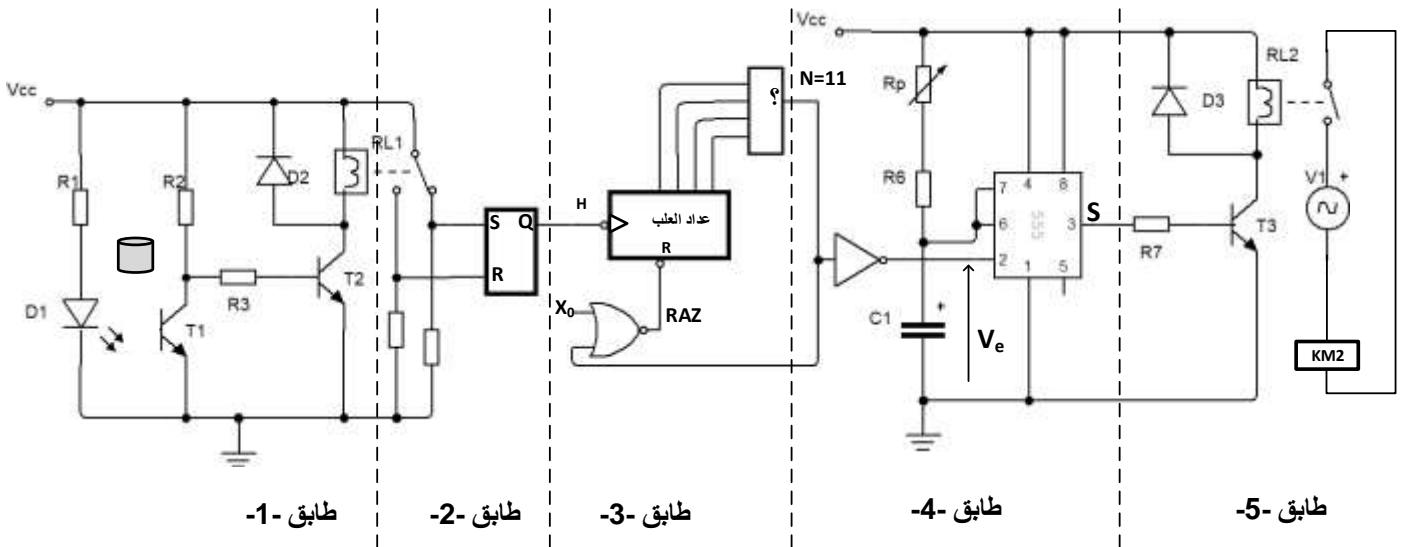 Vcc
R1
R2
D2
RL1
D1
T1
R3
T2
S
Q
R
H
عداد العلب
R
X₀
RAZ
؟
N=11
Vcc
Rp
R6
C1
Vₑ
7
6
2
4
8
555
3
1
5
S
R7
D3
RL2
T3
V1
+
+
KM2
طابق -1-
طابق -2-
طابق -3-
طابق -4-
طابق -5-